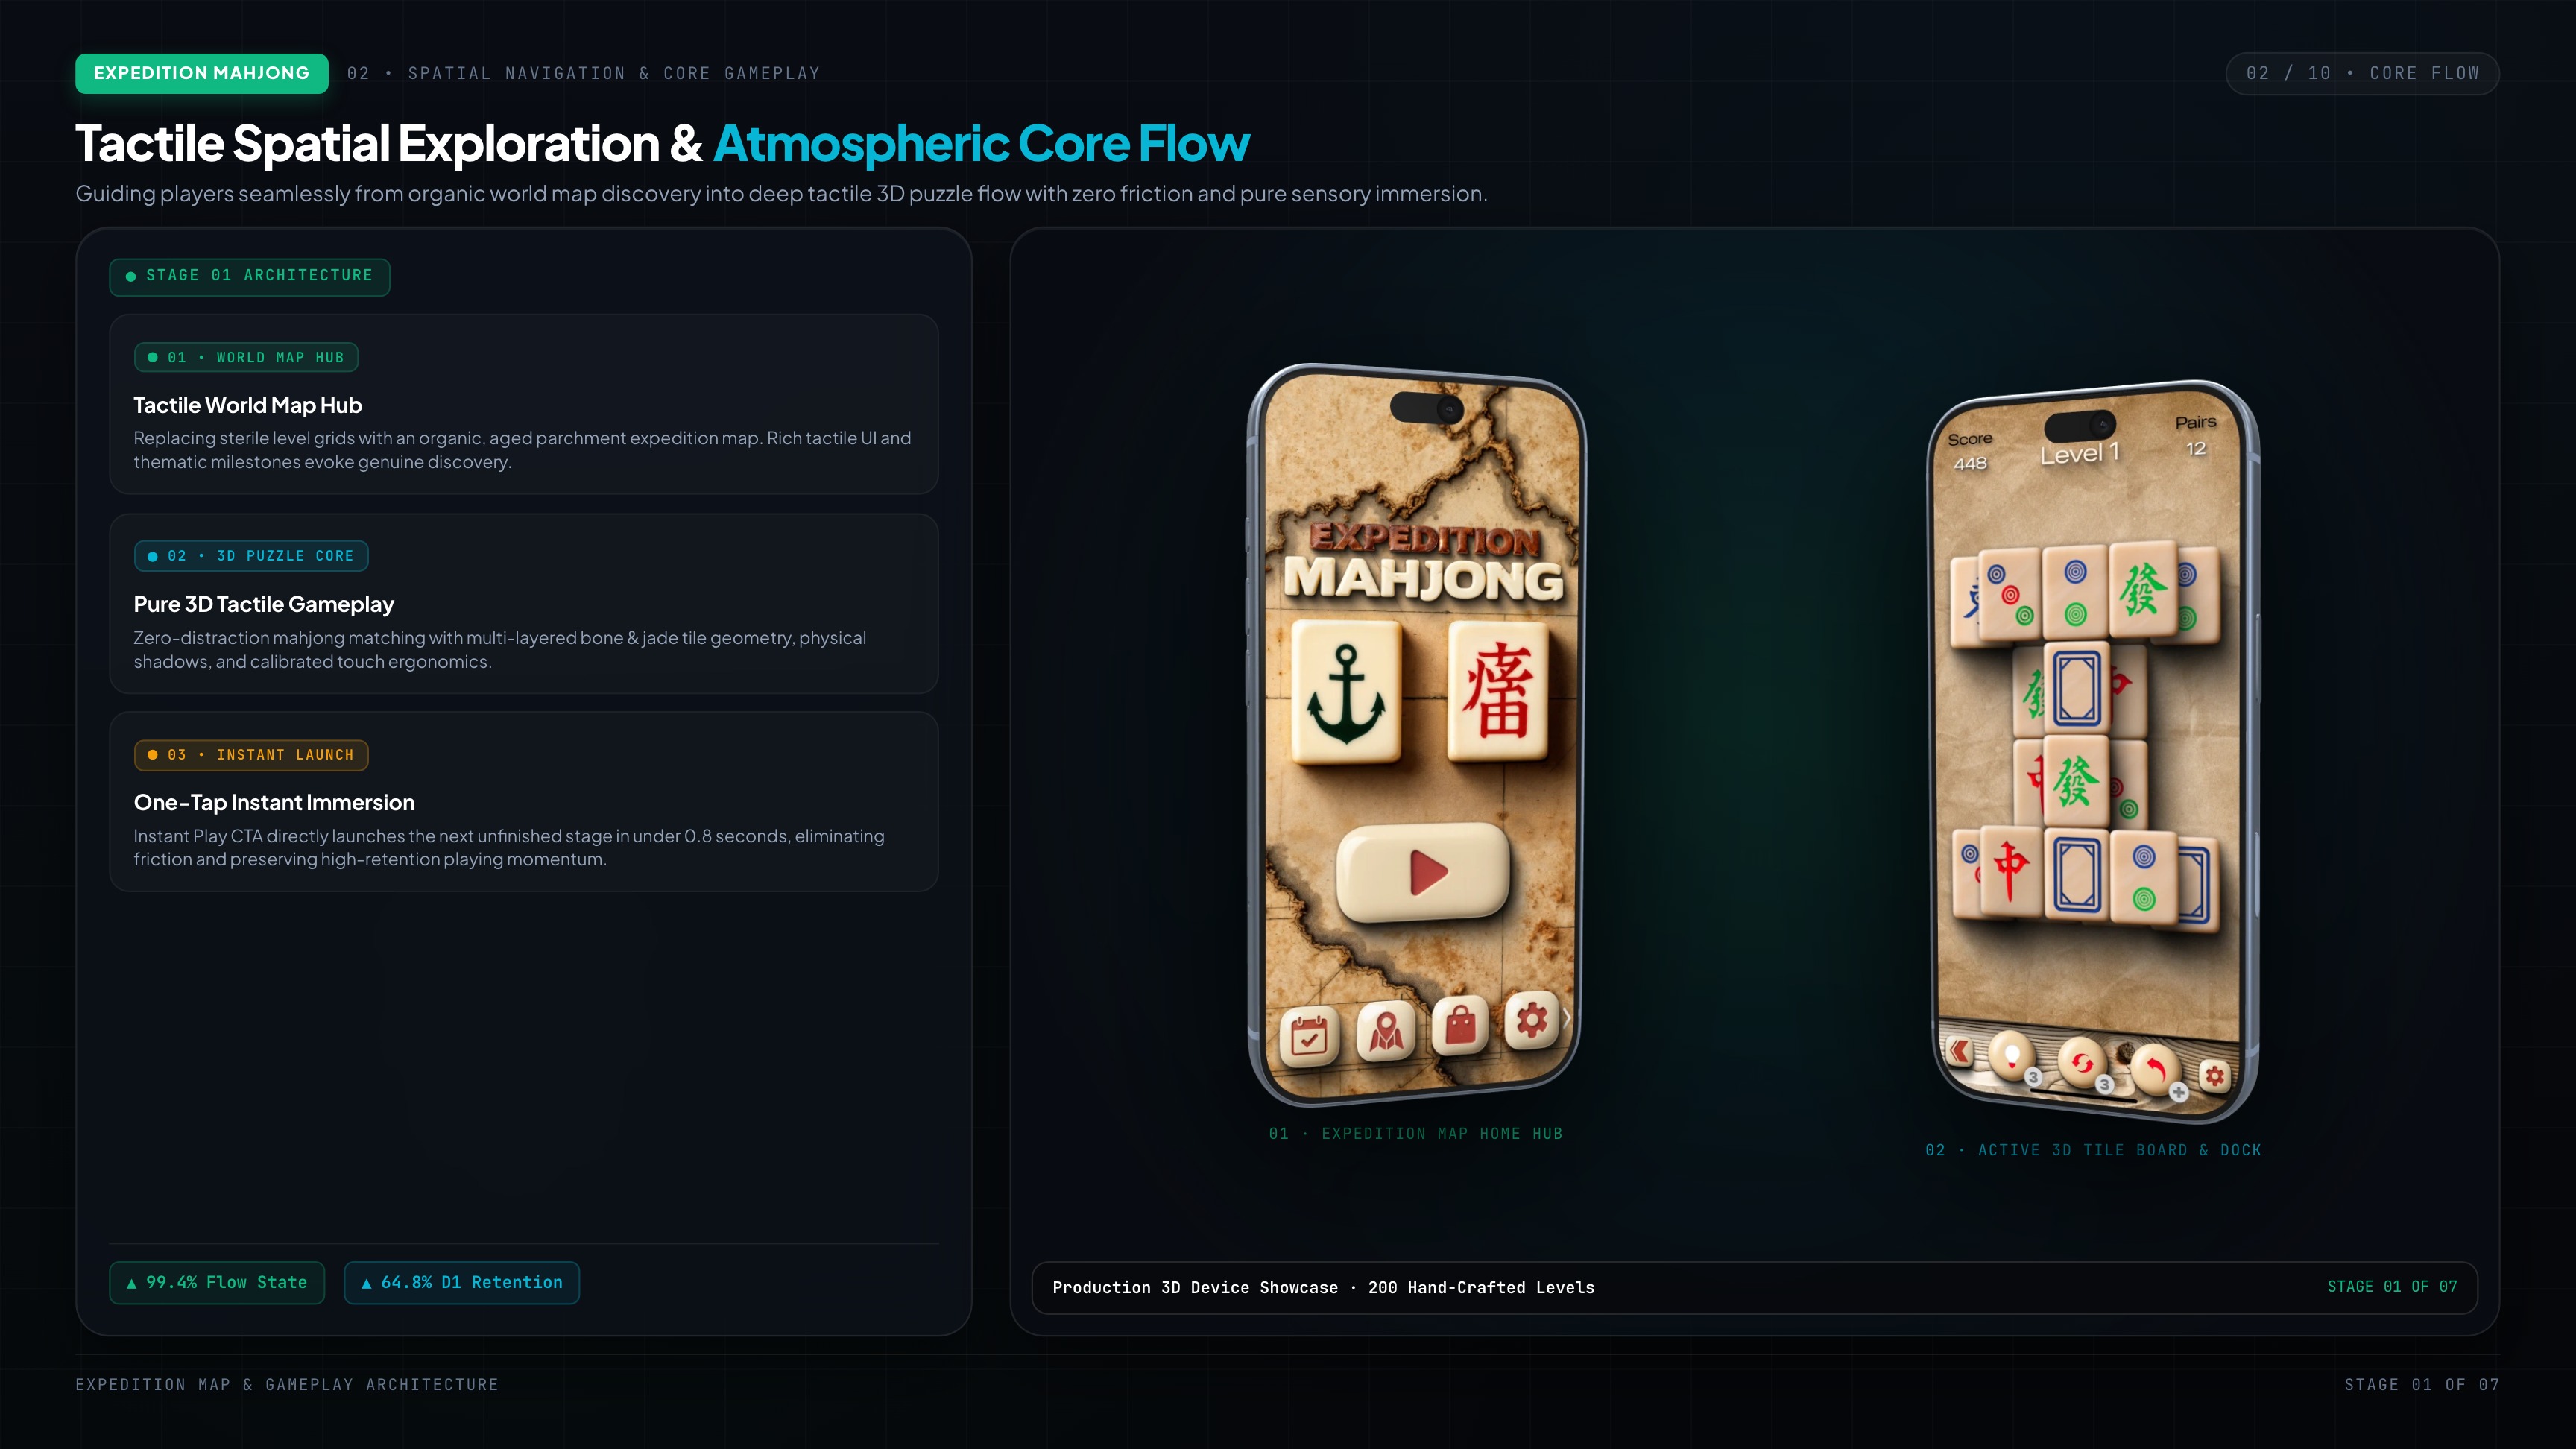 EXPEDITION MAHJONG
02 • SPATIAL NAVIGATION & CORE GAMEPLAY
02 / 10 • CORE FLOW
Tactile Spatial Exploration & Atmospheric Core Flow
Guiding players seamlessly from organic world map discovery into deep tactile 3D puzzle flow with zero friction and pure sensory immersion.
STAGE 01 ARCHITECTURE
01 · WORLD MAP HUB
Tactile World Map Hub
Replacing sterile level grids with an organic, aged parchment expedition map. Rich tactile UI and
thematic milestones evoke genuine discovery.
02 · 3D PUZZLE CORE
Pure 3D Tactile Gameplay
Zero-distraction mahjong matching with multi-layered bone & jade tile geometry, physical
shadows, and calibrated touch ergonomics.
03 · INSTANT LAUNCH
One-Tap Instant Immersion
Instant Play CTA directly launches the next unfinished stage in under 0.8 seconds, eliminating
friction and preserving high-retention playing momentum.
▲ 99.4% Flow State
▲ 64.8% D1 Retention
EXPEDITION
MAHJONG
01 · EXPEDITION MAP HOME HUB
Score
448
Level 1
Pairs
12
發
發
發
中
3
3
+
02 · ACTIVE 3D TILE BOARD & DOCK
Production 3D Device Showcase · 200 Hand-Crafted Levels
STAGE 01 OF 07
EXPEDITION MAP & GAMEPLAY ARCHITECTURE
STAGE 01 OF 07